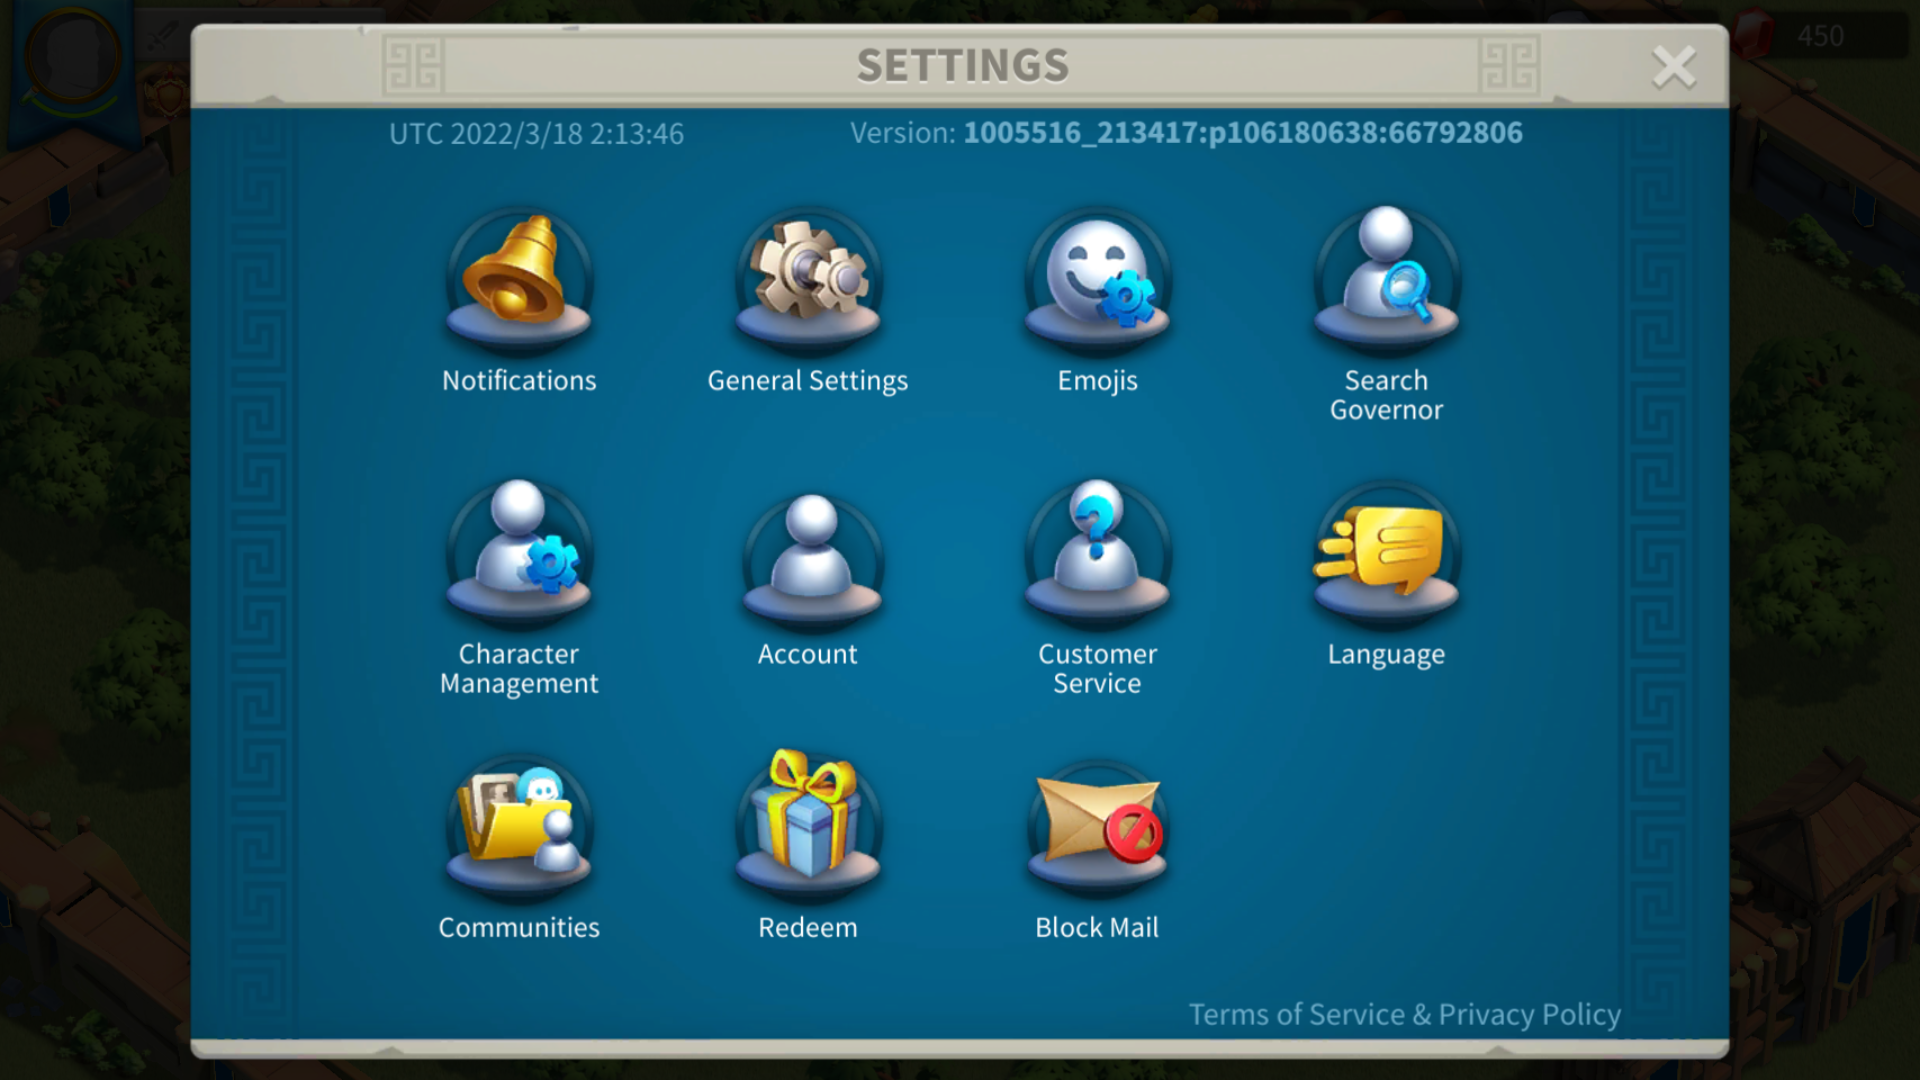 450
SETTINGS
UTC 2022/3/18 2:13:46
Version: 1005516_213417:p106180638:66792806
Notifications
General Settings
Emojis
Search
Governor
Character
Management
Account
Customer
Service
Language
Communities
Redeem
Block Mail
Terms of Service & Privacy Policy